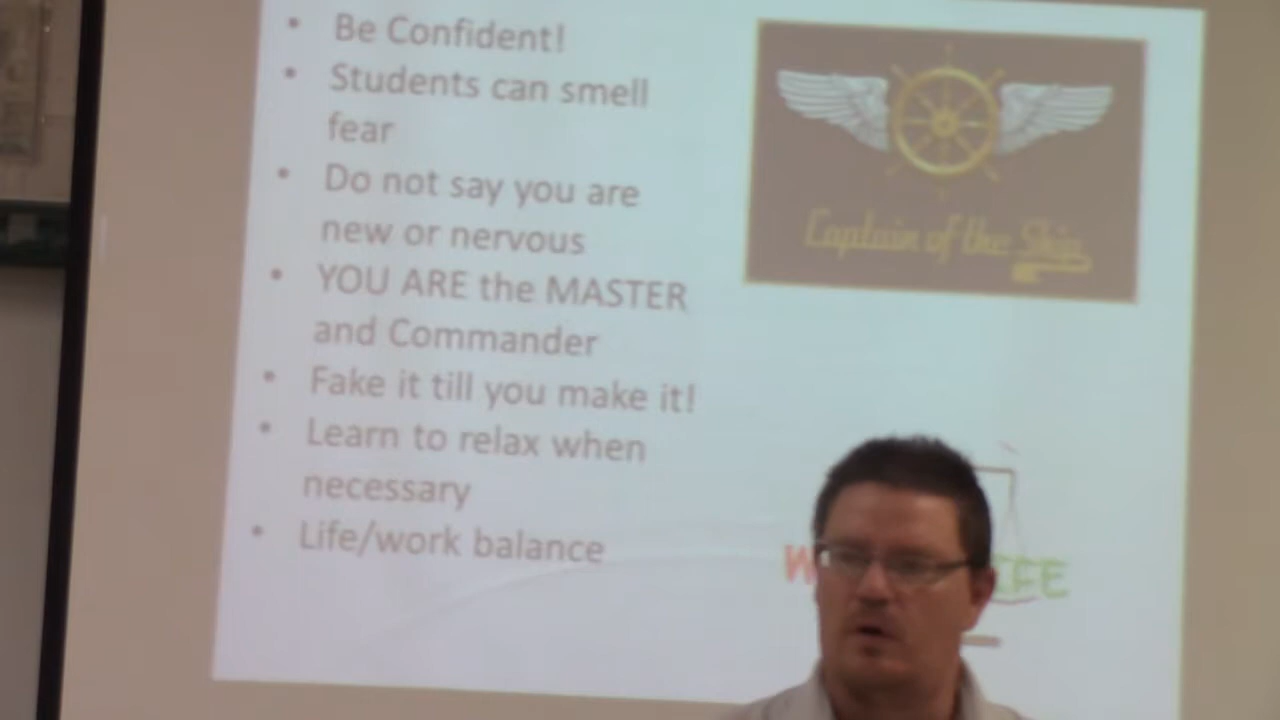 • Be Confident!
• Students can smell
fear
• Do not say you are
new or nervous
• YOU ARE the MASTER
and Commander
• Fake it till you make it!
• Learn to relax when
necessary
• Life/work balance
Captain of the Ship